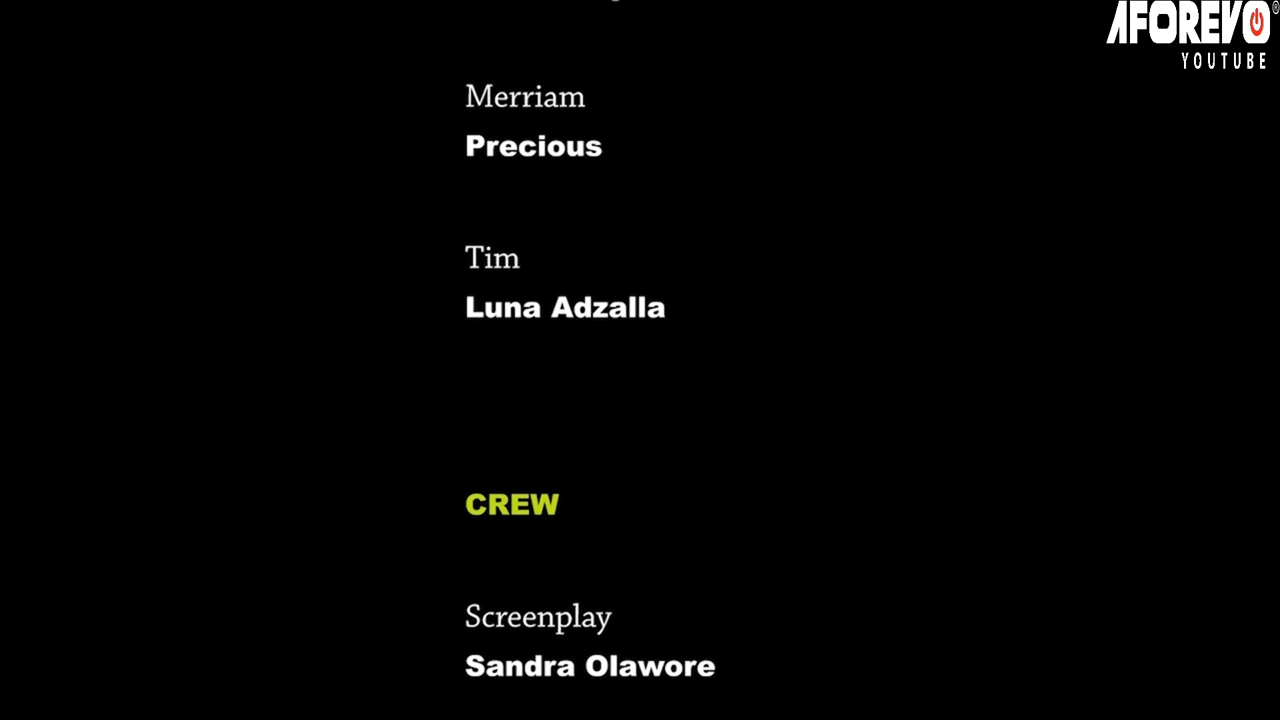 AFOREVO®
YOUTUBE
Merriam
Precious
Tim
Luna Adzalla
CREW
Screenplay
Sandra Olawore